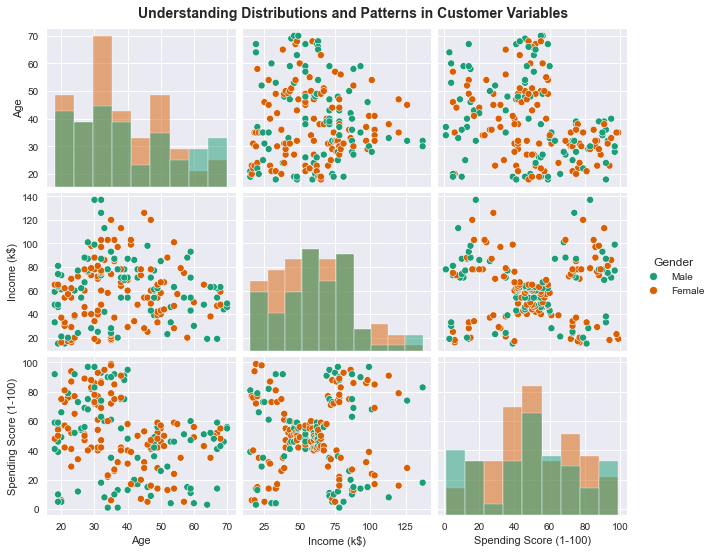 Understanding Distributions and Patterns in Customer Variables
70
60
50
40
30
20
Age
140
120
100
80
60
40
20
Income (k$)
Gender
Male
Female
100
80
60
40
20
0
Spending Score (1-100)
20 30 40 50 60 70
25 50 75 100 125
0 20 40 60 80 100
Age
Income (k$)
Spending Score (1-100)